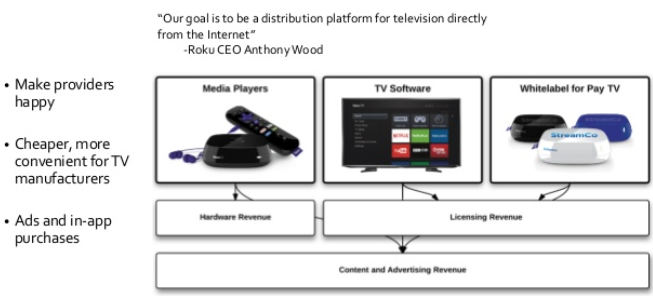 “Our goal is to be a distribution platform for television directly
from the Internet”
-Roku CEO Anthony Wood
• Make providers
happy
• Cheaper, more
convenient for TV
manufacturers
• Ads and in-app
purchases
Media Players
TV Software
Whitelabel for Pay TV
NETFLIX
StreamCo
Hardware Revenue
Licensing Revenue
Content and Advertising Revenue